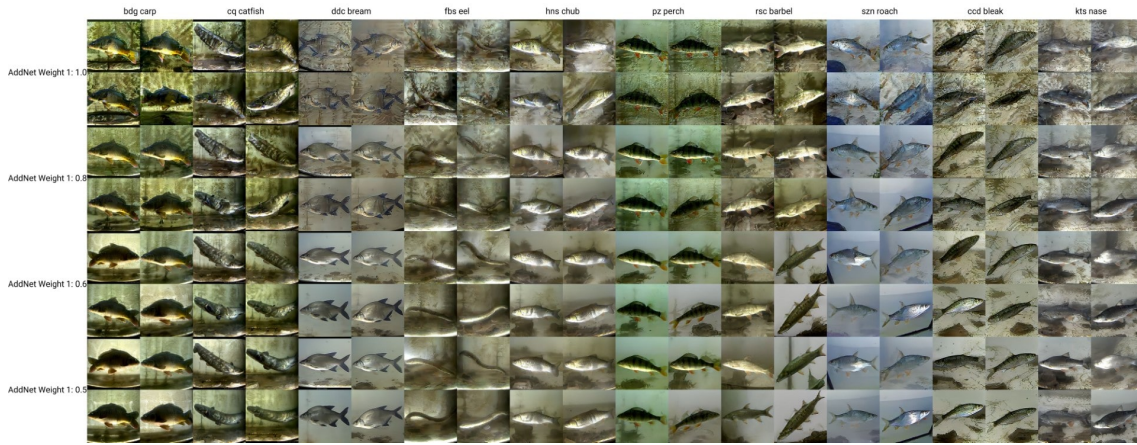 bdg carp cq catfish ddc bream fbs eel hns chub pz perch rsc barbel szn roach ccd bleak kts nase
AddNet Weight 1: 1.0
AddNet Weight 1: 0.8
AddNet Weight 1: 0.6
AddNet Weight 1: 0.5